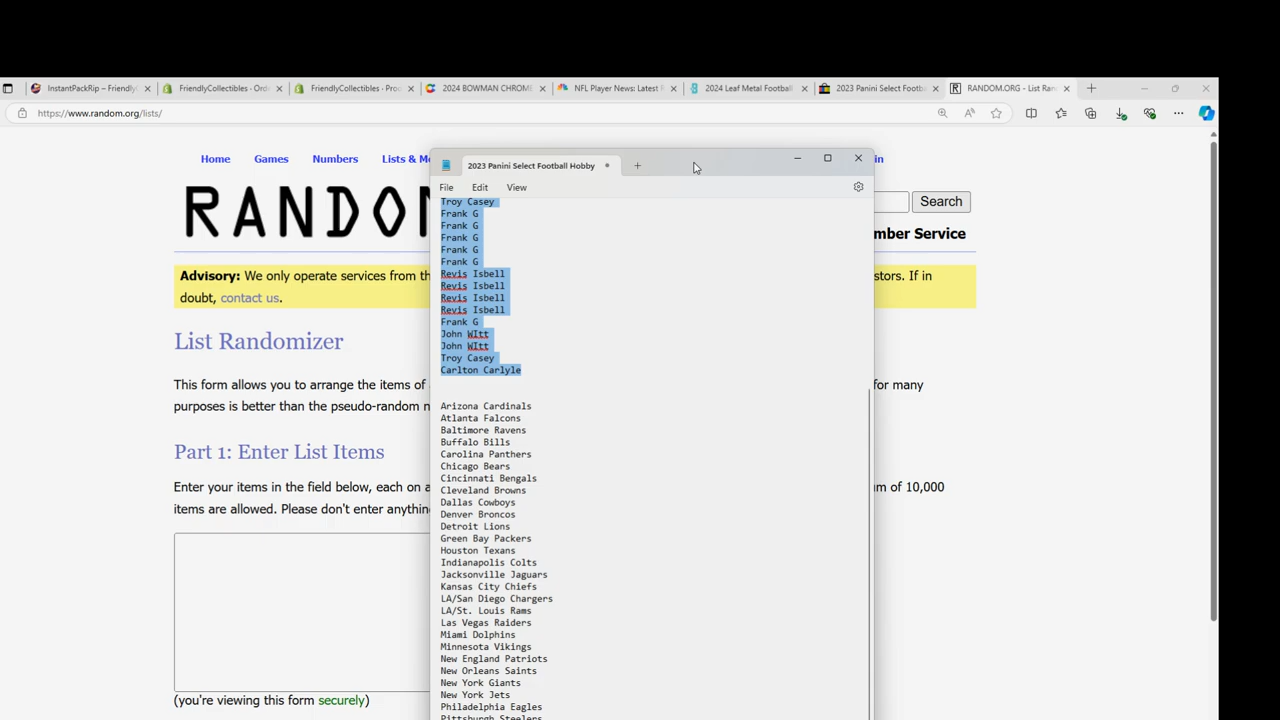 InstantPackRip – Friendly
FriendlyCollectibles · Ord
FriendlyCollectibles · Prod
2024 BOWMAN CHROME
NFL Player News: Latest R
2024 Leaf Metal Football
2023 Panini Select Footb
RANDOM.ORG - List Ran
https://www.random.org/lists/
Home
Games
Numbers
Lists & M
in
RANDO
Search
mber Service
Advisory: We only operate services from th
stors. If in
doubt, contact us.
List Randomizer
This form allows you to arrange the items of
for many
purposes is better than the pseudo-random n
Part 1: Enter List Items
Enter your items in the field below, each on a
m of 10,000
items are allowed. Please don't enter anythin
(you're viewing this form securely)
2023 Panini Select Football Hobby
File
Edit
View
Troy Casey
Frank G
Frank G
Frank G
Frank G
Frank G
Revis Isbell
Revis Isbell
Revis Isbell
Revis Isbell
Frank G
John WItt
John WItt
Troy Casey
Carlton Carlyle
Arizona Cardinals
Atlanta Falcons
Baltimore Ravens
Buffalo Bills
Carolina Panthers
Chicago Bears
Cincinnati Bengals
Cleveland Browns
Dallas Cowboys
Denver Broncos
Detroit Lions
Green Bay Packers
Houston Texans
Indianapolis Colts
Jacksonville Jaguars
Kansas City Chiefs
LA/San Diego Chargers
LA/St. Louis Rams
Las Vegas Raiders
Miami Dolphins
Minnesota Vikings
New England Patriots
New Orleans Saints
New York Giants
New York Jets
Philadelphia Eagles
Pittsburgh Steelers